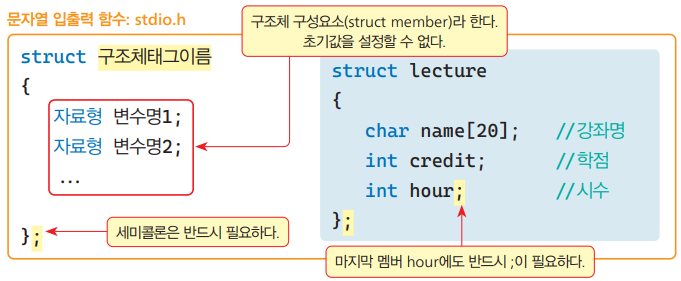 문자열 입출력 함수: stdio.h
구조체 구성요소(struct member)라 한다.
초기값을 설정할 수 없다.
struct 구조체태그이름
{
자료형 변수명1;
자료형 변수명2;
...
};
세미콜론은 반드시 필요하다.
struct lecture
{
char name[20]; //강좌명
int credit; //학점
int hour; //시수
};
마지막 멤버 hour에도 반드시 ;이 필요하다.